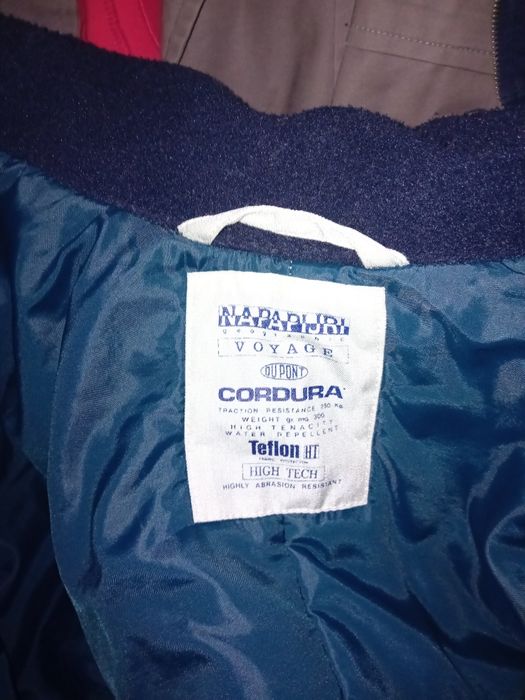 NAPAPIJRI
geographic
VOYAGE
DU PONT
CORDURA
TRACTION RESISTANCE 350 Kg
WEIGHT gr. mq. 300
HIGH TENACITY
WATER REPELLENT
Teflon HT
FABRIC PROTECTOR
HIGH TECH
HIGHLY ABRASION RESISTANT